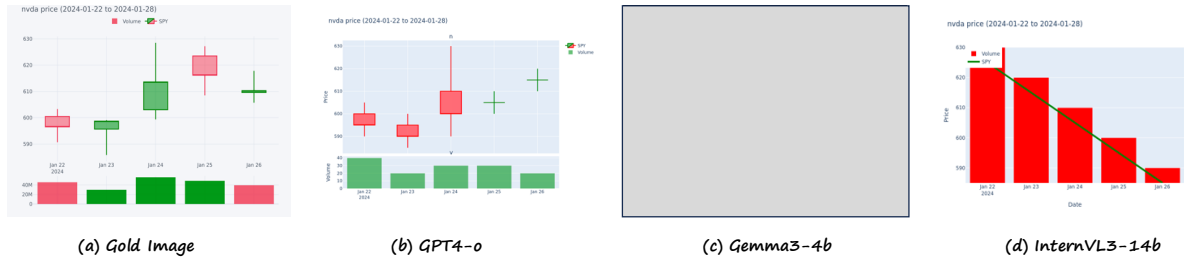 nvda price (2024-01-22 to 2024-01-28)
Volume SPY
630
620
610
600
590
Jan 22
2024
Jan 23
Jan 24
Jan 25
Jan 26
40M
20M
0
(a) Gold Image
nvda price (2024-01-22 to 2024-01-28)
n
SPY
Volume
630
620
610
600
590
Price
v
40
30
20
10
0
Volume
Jan 22
2024
Jan 23
Jan 24
Jan 25
Jan 26
(b) GPT4-o
(c) Gemma3-4b
nvda price (2024-01-22 to 2024-01-28)
630
Volume
SPY
620
610
600
590
Price
Jan 22
2024
Jan 23
Jan 24
Jan 25
Jan 26
Date
(d) InternVL3-14b